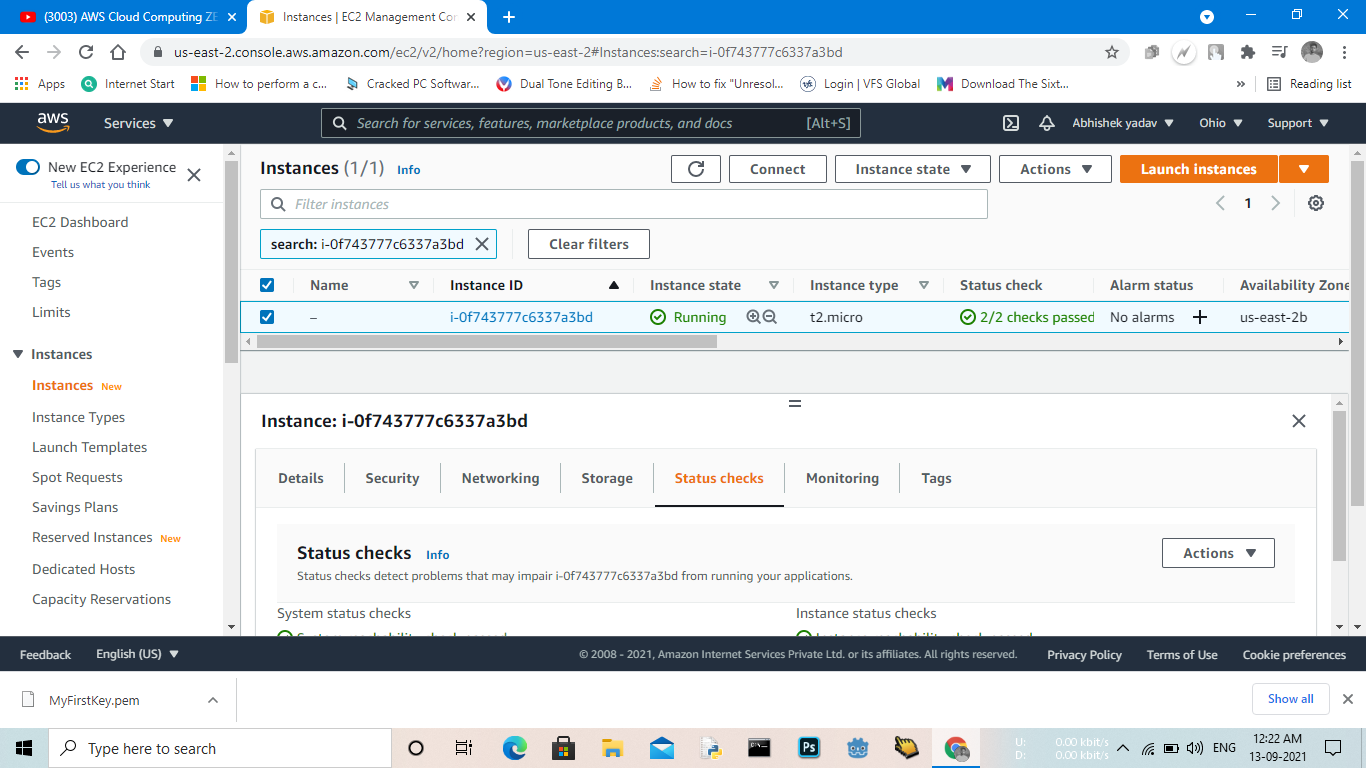 (3003) AWS Cloud Computing ZE
Instances | EC2 Management Con
us-east-2.console.aws.amazon.com/ec2/v2/home?region=us-east-2#Instances:search=i-0f743777c6337a3bd
Apps
Internet Start
How to perform a c...
Cracked PC Softwar...
Dual Tone Editing B...
How to fix "Unresol...
Login | VFS Global
Download The Sixt...
»
Reading list
aws
Services
Search for services, features, marketplace products, and docs
[Alt+S]
Abhishek yadav
Ohio
Support
New EC2 Experience
Tell us what you think
EC2 Dashboard
Events
Tags
Limits
Instances
Instances New
Instance Types
Launch Templates
Spot Requests
Savings Plans
Reserved Instances New
Dedicated Hosts
Capacity Reservations
Instances (1/1) Info
Connect
Instance state
Actions
Launch instances
Filter instances
1
search: i-0f743777c6337a3bd
Clear filters
Name Instance ID Instance state Instance type Status check Alarm status Availability Zone
– i-0f743777c6337a3bd Running t2.micro 2/2 checks passed No alarms + us-east-2b
Instance: i-0f743777c6337a3bd
Details
Security
Networking
Storage
Status checks
Monitoring
Tags
Status checks Info
Status checks detect problems that may impair i-0f743777c6337a3bd from running your applications.
Actions
System status checks
Instance status checks
Feedback
English (US)
© 2008 - 2021, Amazon Internet Services Private Ltd. or its affiliates. All rights reserved.
Privacy Policy
Terms of Use
Cookie preferences
MyFirstKey.pem
Show all
Type here to search
Ps
U: 0.00 kbit/s
D: 0.00 kbit/s
ENG
12:22 AM
13-09-2021